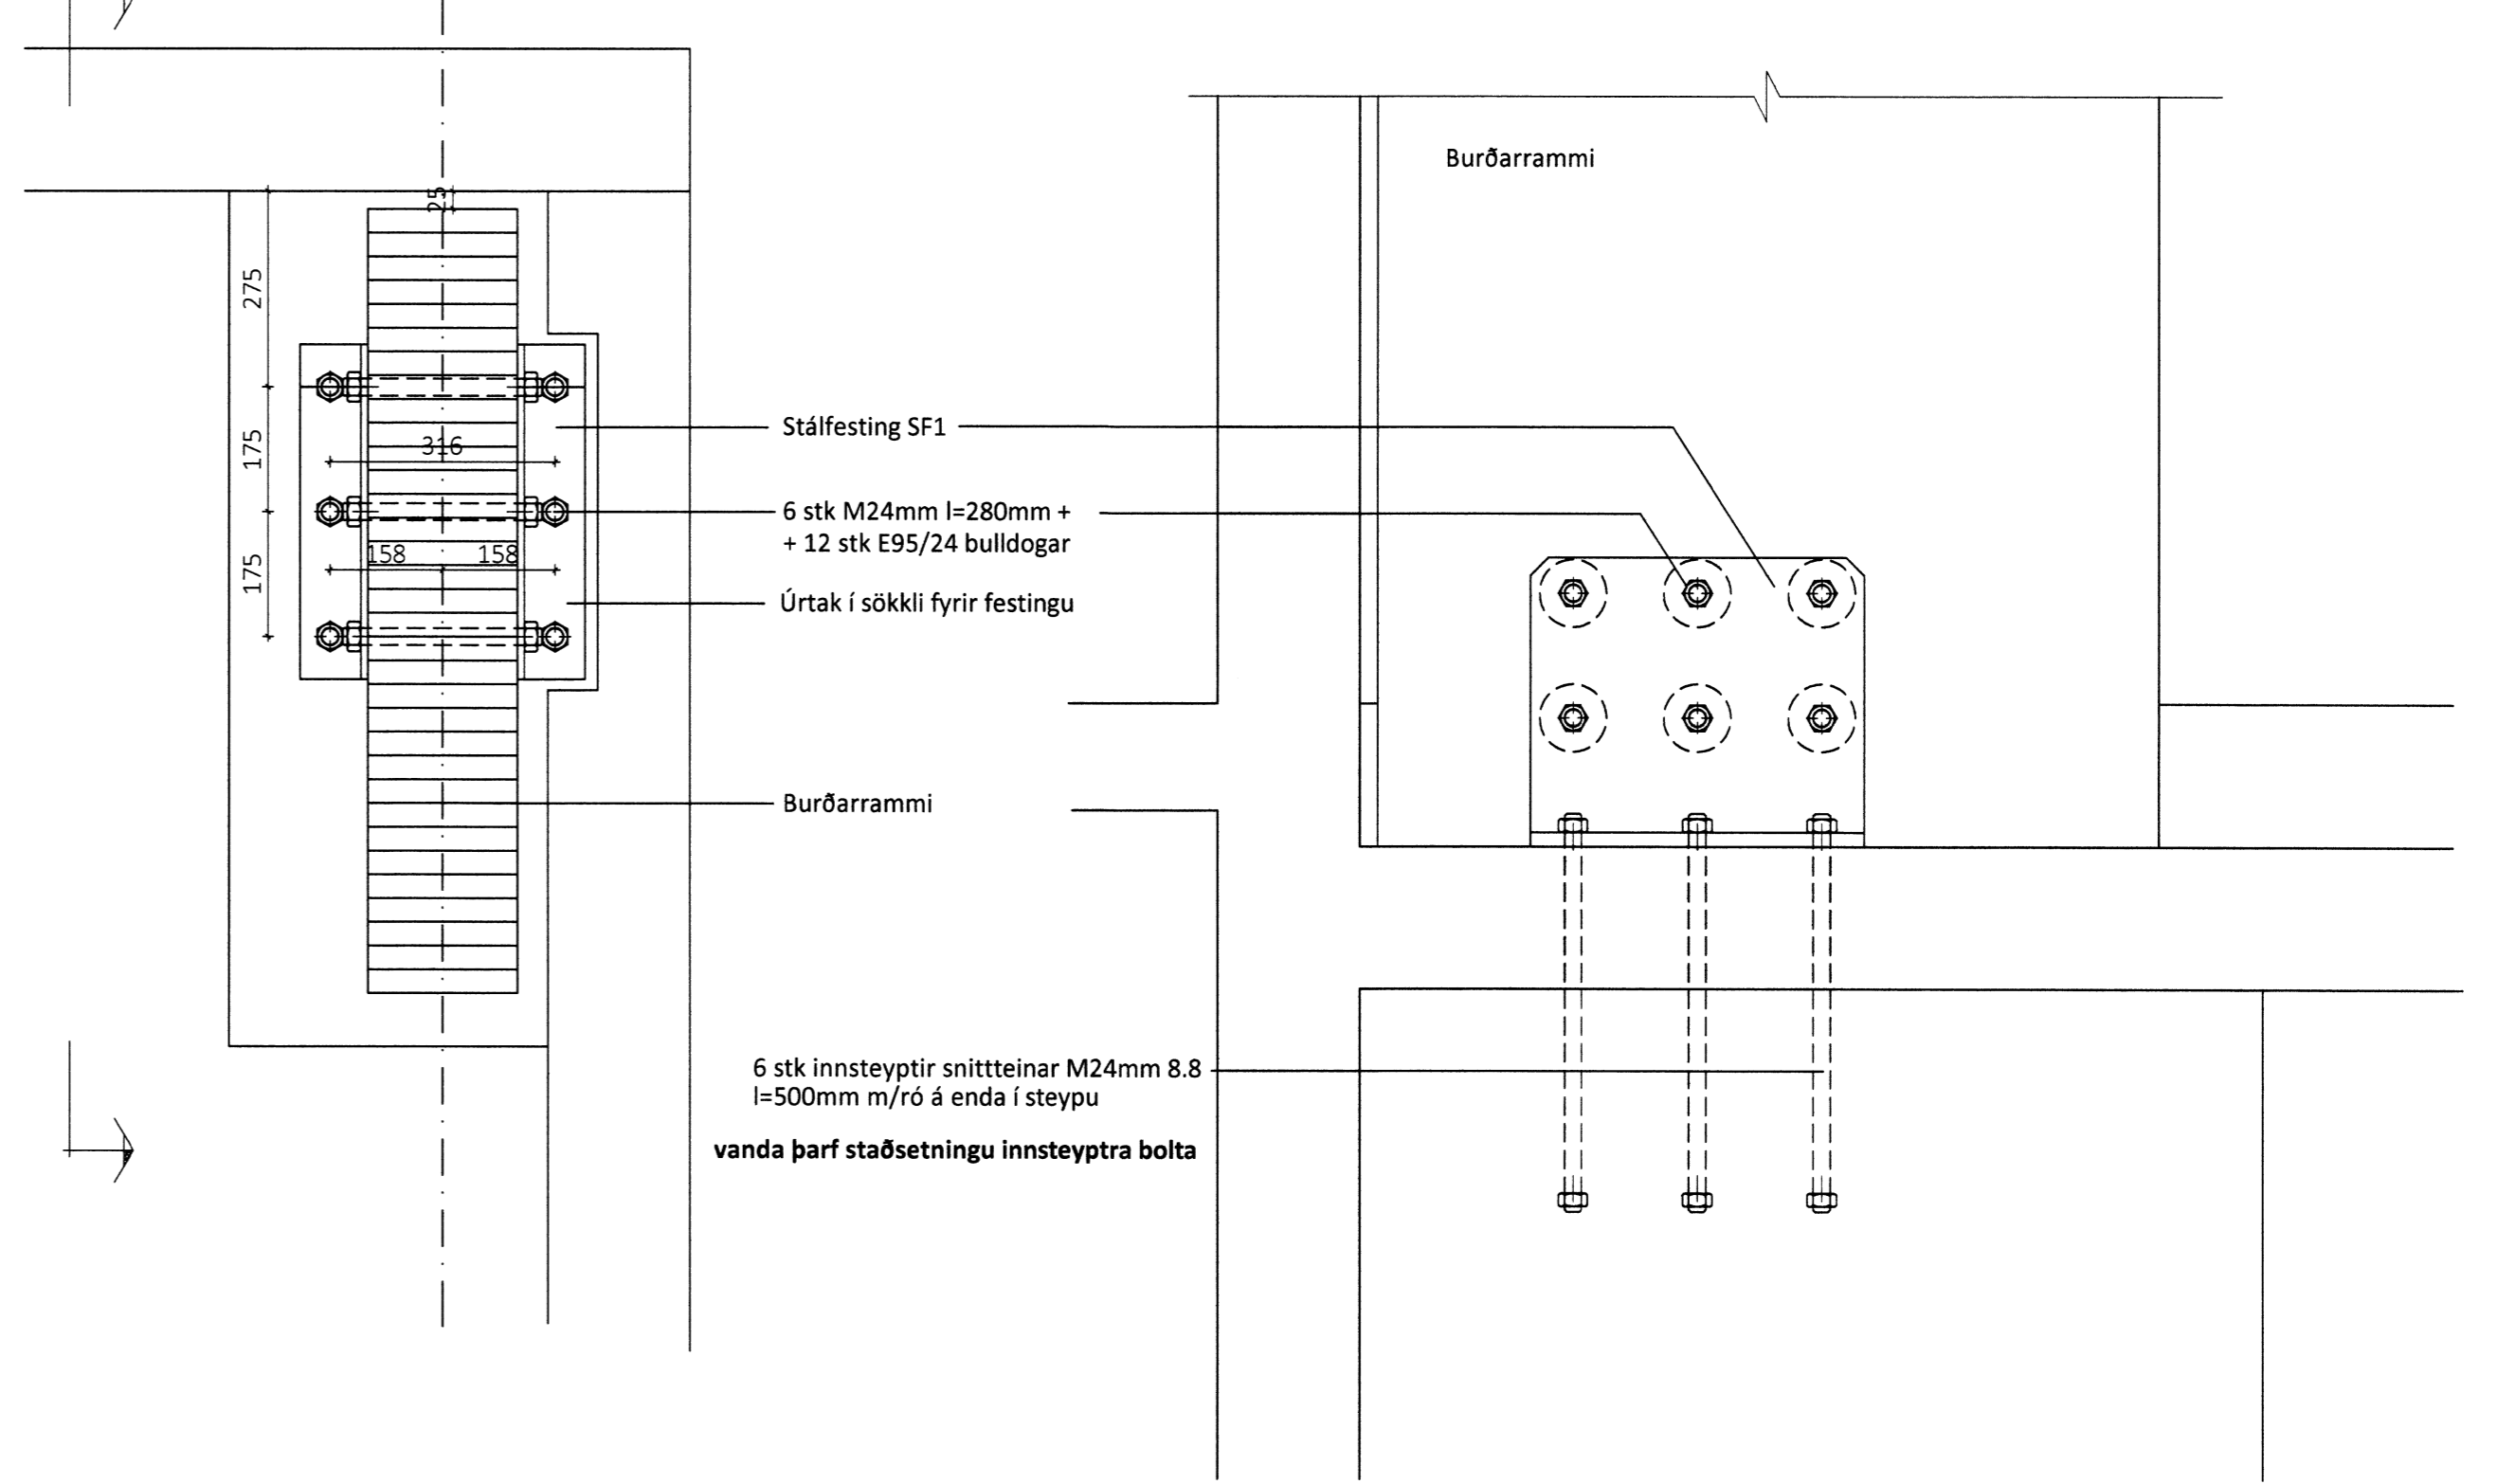 Burðarrammi
25
275
175
175
316
158
158
Stálfesting SF1
6 stk M24mm l=280mm +
+ 12 stk E95/24 bulldogar
Úrtak í sökkli fyrir festingu
Burðarrammi
6 stk innsteyptir snittteinar M24mm 8.8
l=500mm m/ró á enda í steypu
vanda þarf staðsetningu innsteyptra bolta